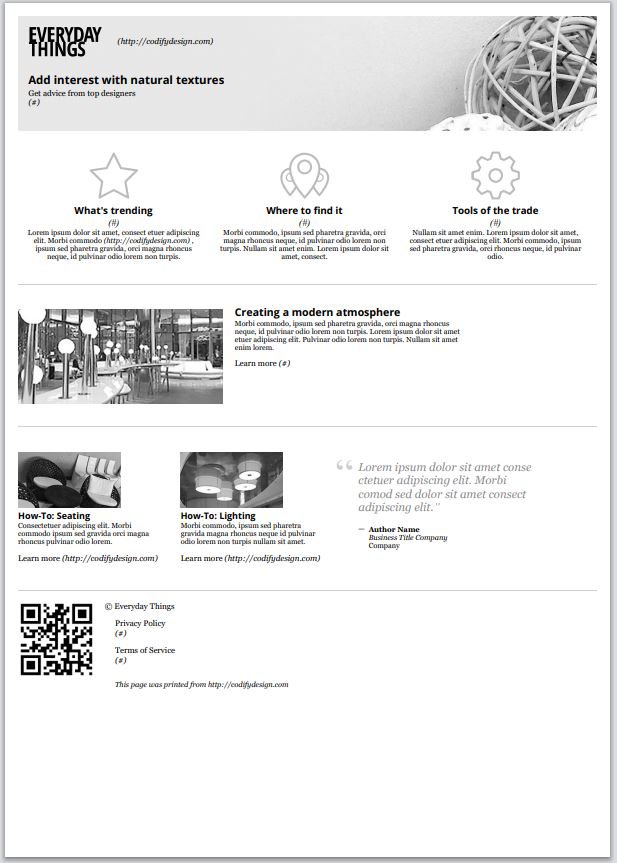 EVERYDAY
THINGS
(http://codifydesign.com)
Add interest with natural textures
Get advice from top designers
(#)
What's trending
(#)
Lorem ipsum dolor sit amet, consect etuer adipiscing
elit. Morbi commodo (http://codifydesign.com) ,
ipsum sed pharetra gravida, orci magna rhoncus
neque, id pulvinar odio lorem non turpis.
Where to find it
(#)
Morbi commodo, ipsum sed pharetra gravida, orci
magna rhoncus neque, id pulvinar odio lorem non
turpis. Nullam sit amet enim. Lorem ipsum dolor sit
amet, consect.
Tools of the trade
(#)
Nullam sit amet enim. Lorem ipsum dolor sit amet,
consect etuer adipiscing elit. Morbi commodo, ipsum
sed pharetra gravida magna rhoncus neque, id pulvinar
odio.
Creating a modern atmosphere
Morbi commodo, ipsum sed pharetra gravida, orci magna rhoncus
neque, id pulvinar odio lorem non turpis. Lorem ipsum dolor sit amet,
etuer adipiscing elit. Pulvinar odio lorem non turpis. Nullam sit amet
enim lorem.
Learn more (#)
How-To: Seating
Consectetuer adipiscing elit. Morbi
commodo ipsum sed gravida orci magna
rhoncus pulvinar odio lorem.
Learn more (http://codifydesign.com)
How-To: Lighting
Morbi commodo, ipsum sed pharetra
gravida magna rhoncus neque id pulvinar
odio lorem non turpis nullam sit amet.
Learn more (http://codifydesign.com)
“ Lorem ipsum dolor sit amet conse
ctetuer adipiscing elit. Morbi
comod sed dolor sit amet consect
adipiscing elit.”
– Author Name
Business Title Company
Company
© Everyday Things
Privacy Policy
(#)
Terms of Service
(#)
This page was printed from http://codifydesign.com